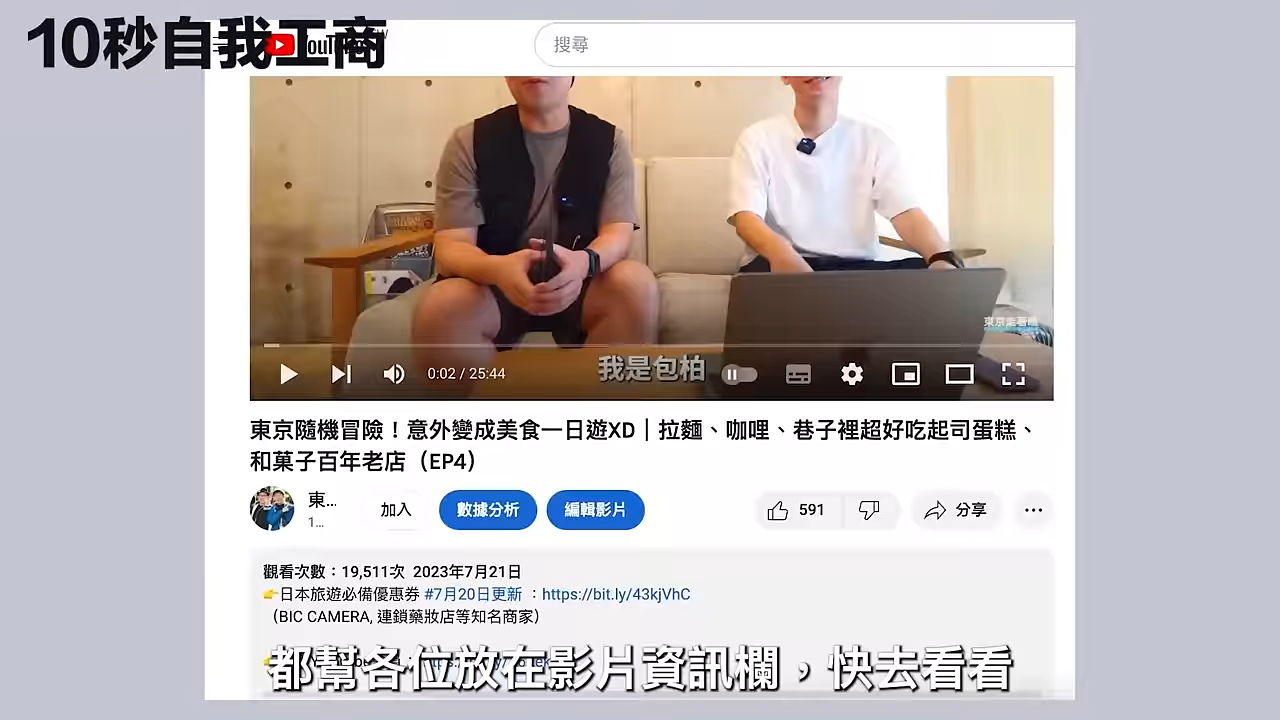 10秒自我工商
搜尋
東京走著瞧
我是包柏
0:02 / 25:44
東京隨機冒險！意外變成美食一日遊XD｜拉麵、咖哩、巷子裡超好吃起司蛋糕、
和菓子百年老店（EP4）
東...
1...
加入
數據分析
編輯影片
591
分享
觀看次數：19,511次 2023年7月21日
👉日本旅遊必備優惠券 #7月20日更新 ：https://bit.ly/43kjVhC
（BIC CAMERA, 連鎖藥妝店等知名商家）
都幫各位放在影片資訊欄，快去看看